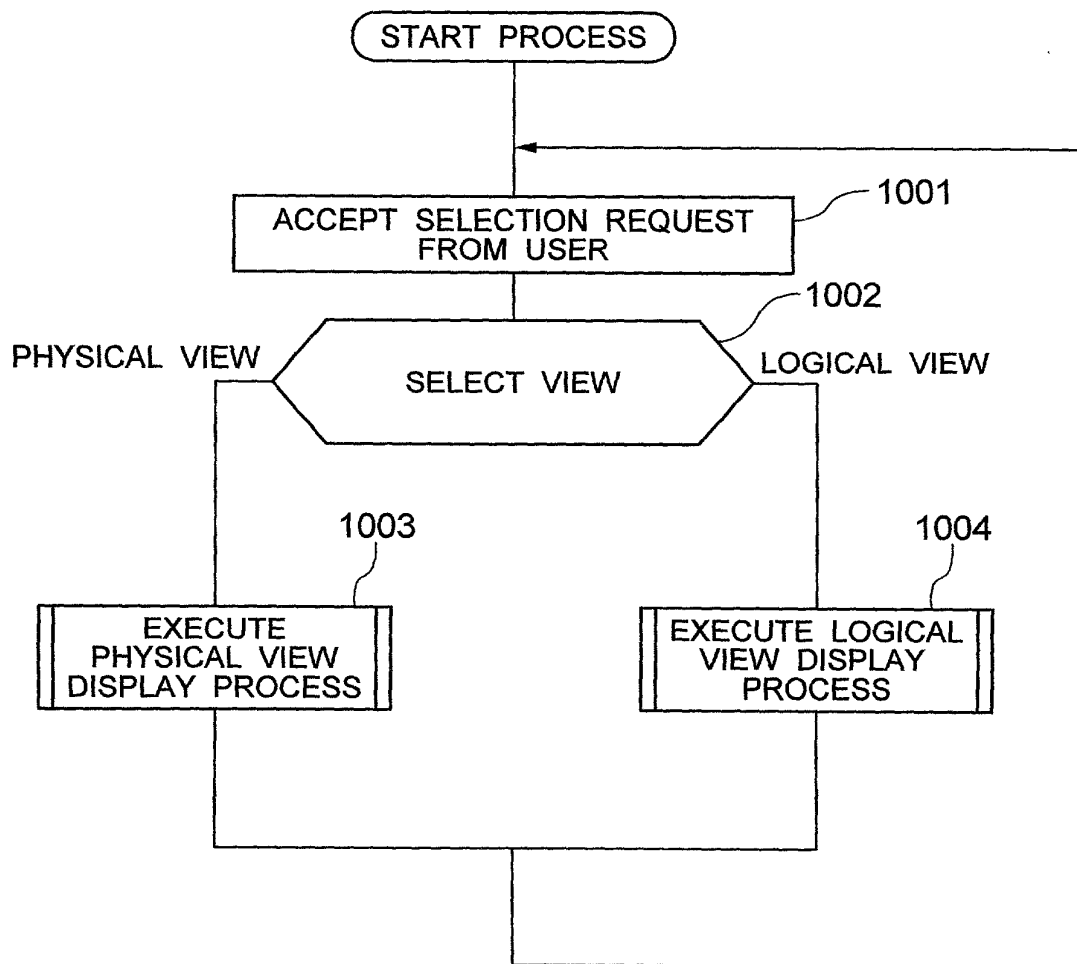 START PROCESS
1001
ACCEPT SELECTION REQUEST
FROM USER
1002
PHYSICAL VIEW
SELECT VIEW
LOGICAL VIEW
1003
1004
EXECUTE
PHYSICAL VIEW
DISPLAY PROCESS
EXECUTE LOGICAL
VIEW DISPLAY
PROCESS